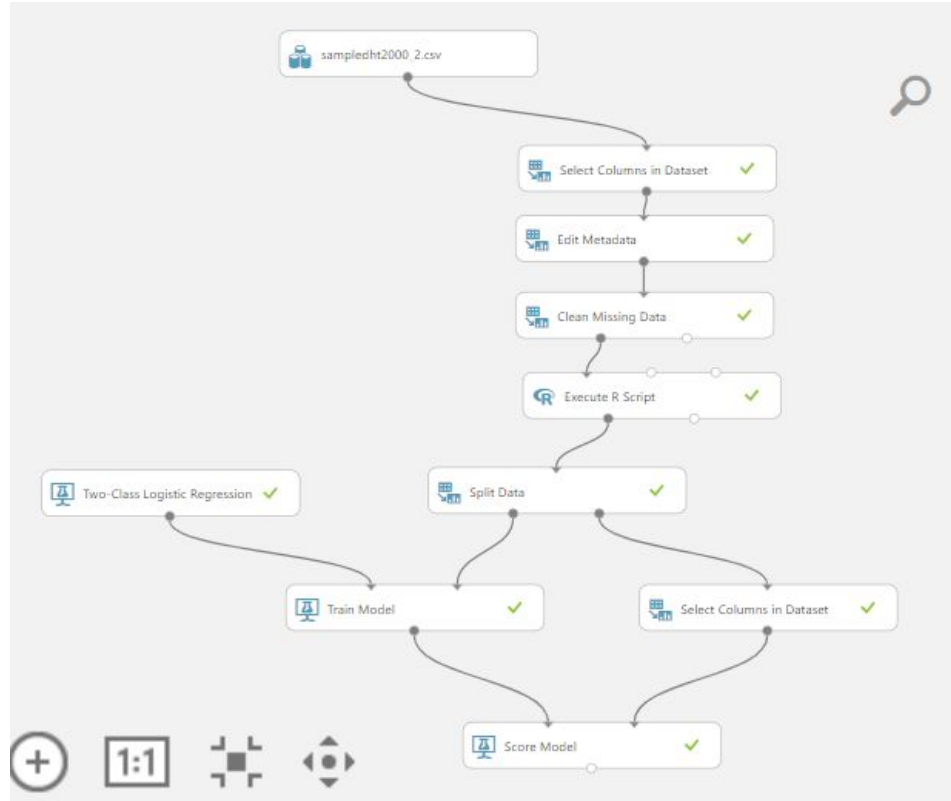 sampledht2000_2.csv
Select Columns in Dataset
Edit Metadata
Clean Missing Data
R Execute R Script
Two-Class Logistic Regression
Split Data
Train Model
Select Columns in Dataset
Score Model
1:1